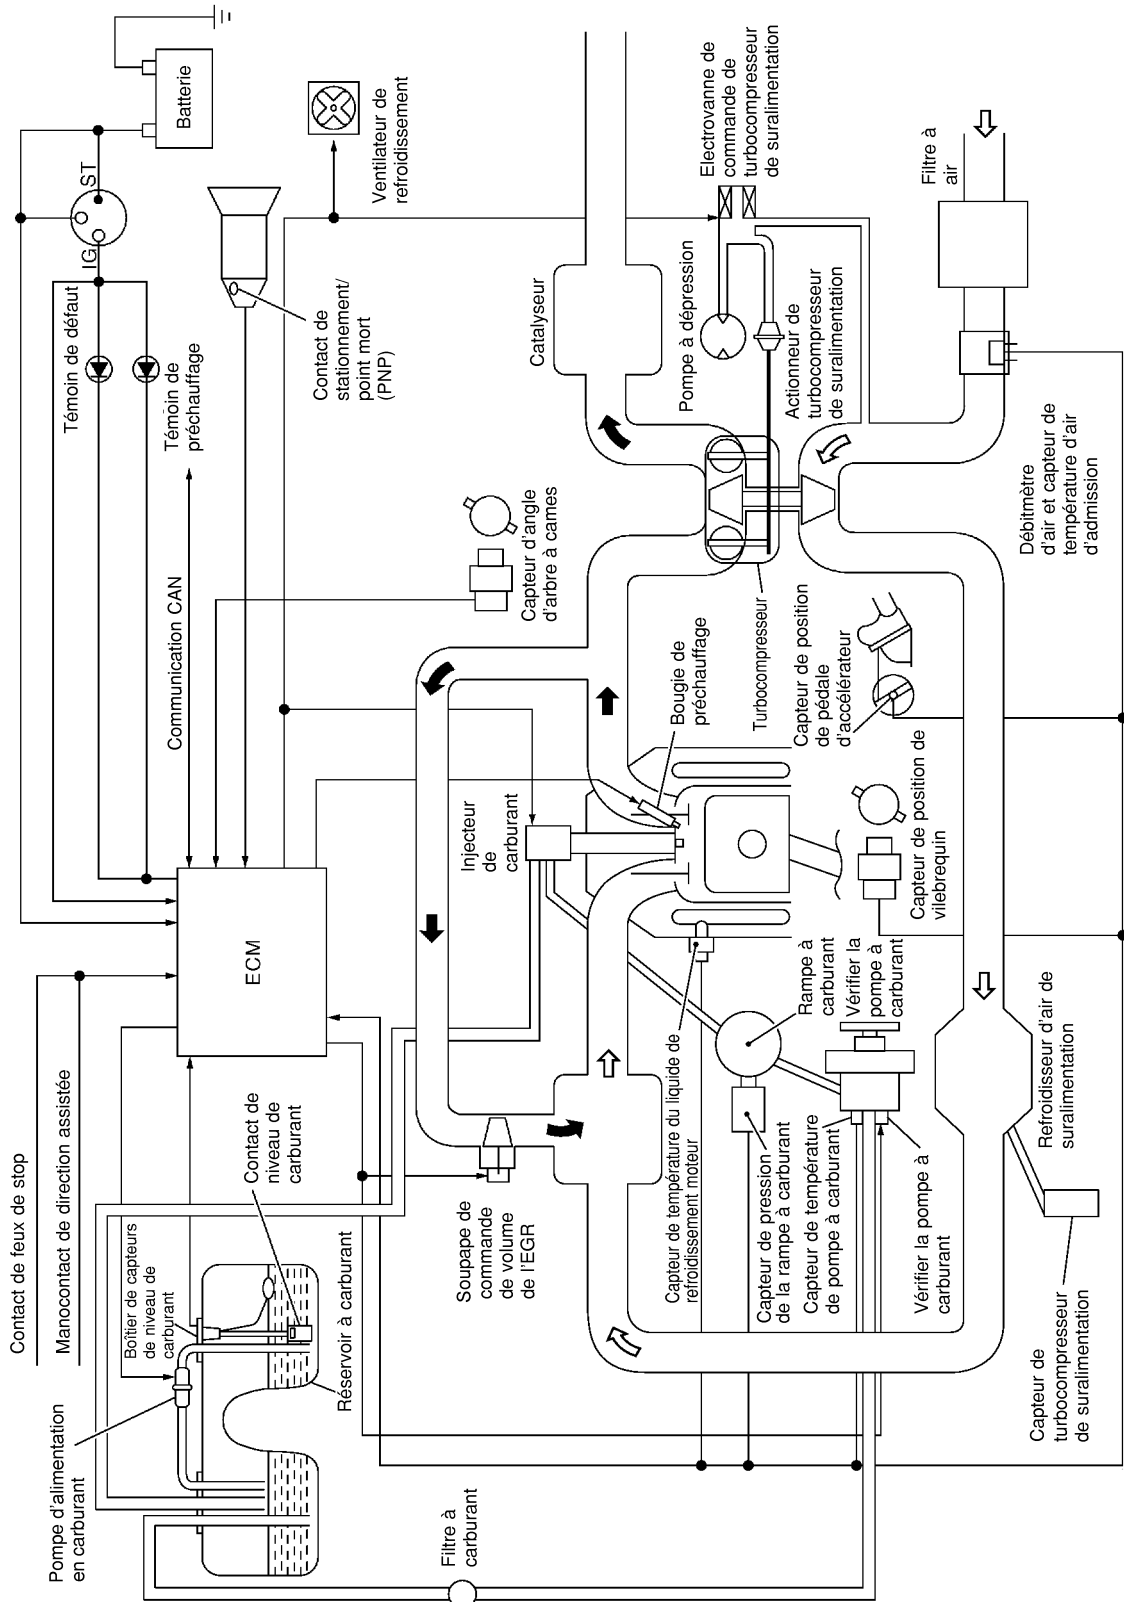 Contact de feux de stop
Manocontact de direction assistée
Pompe d'alimentation
en carburant
Boîtier de capteurs
de niveau de
carburant
Contact de
niveau de
carburant
Réservoir à carburant
Filtre à
carburant
ECM
Communication CAN
Témoin de défaut
Témoin de
préchauffage
IG
ST
Batterie
Contact de
stationnement/
point mort
(PNP)
Ventilateur de
refroidissement
Capteur d'angle
d'arbre à cames
Injecteur
de
carburant
Soupape de
commande
de volume
de l'EGR
Catalyseur
Electrovanne de
commande de
turbocompresseur
de suralimentation
Pompe à dépression
Actionneur de
turbocompresseur
de suralimentation
Filtre à
air
Débitmètre
d'air et capteur de
température d'air
d'admission
Turbocompresseur
Bougie de
préchauffage
Capteur de position
de pédale
d'accélérateur
Capteur de position de
vilebrequin
Rampe à
carburant
Vérifier la
pompe à
carburant
Capteur de température du liquide de
refroidissement moteur
Capteur de pression
de la rampe à carburant
Capteur de température
de pompe à carburant
Vérifier la pompe à
carburant
Refroidisseur d'air de
suralimentation
Capteur de
turbocompresseur
de suralimentation